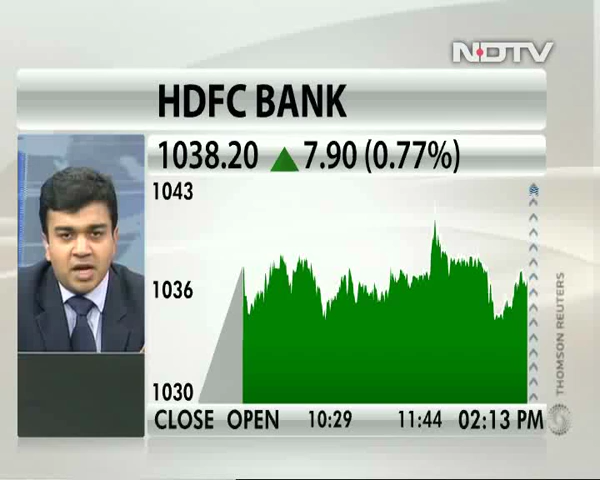 NDTV
HDFC BANK
1038.20 ▲ 7.90 (0.77%)
1043
1036
1030
CLOSE OPEN 10:29 11:44 02:13 PM
THOMSON REUTERS